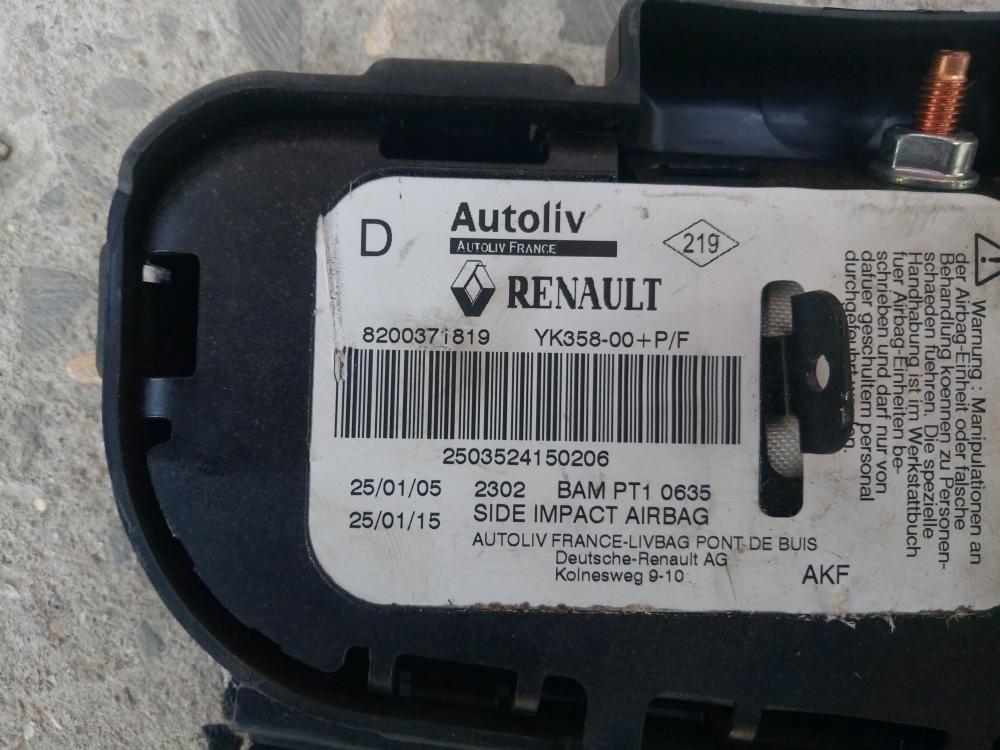 D
Autoliv
AUTOLIV FRANCE
219
RENAULT
8200371819 YK358-00+P/F
2503524150206
25/01/05 2302 BAM PT1 0635
25/01/15 SIDE IMPACT AIRBAG
AUTOLIV FRANCE-LIVBAG PONT DE BUIS
Deutsche-Renault AG
Kolnesweg 9-10
AKF
Warnung : Manipulationen an
der Airbag-Einheit oder falsche
Behandlung koennen zu Personen-
schaeden fuehren. Die spezielle
Handhabung ist im Werkstattbuch
fuer Airbag-Einheiten be-
schrieben und darf nur von
dafuer geschultem personal
durchgefuehrt